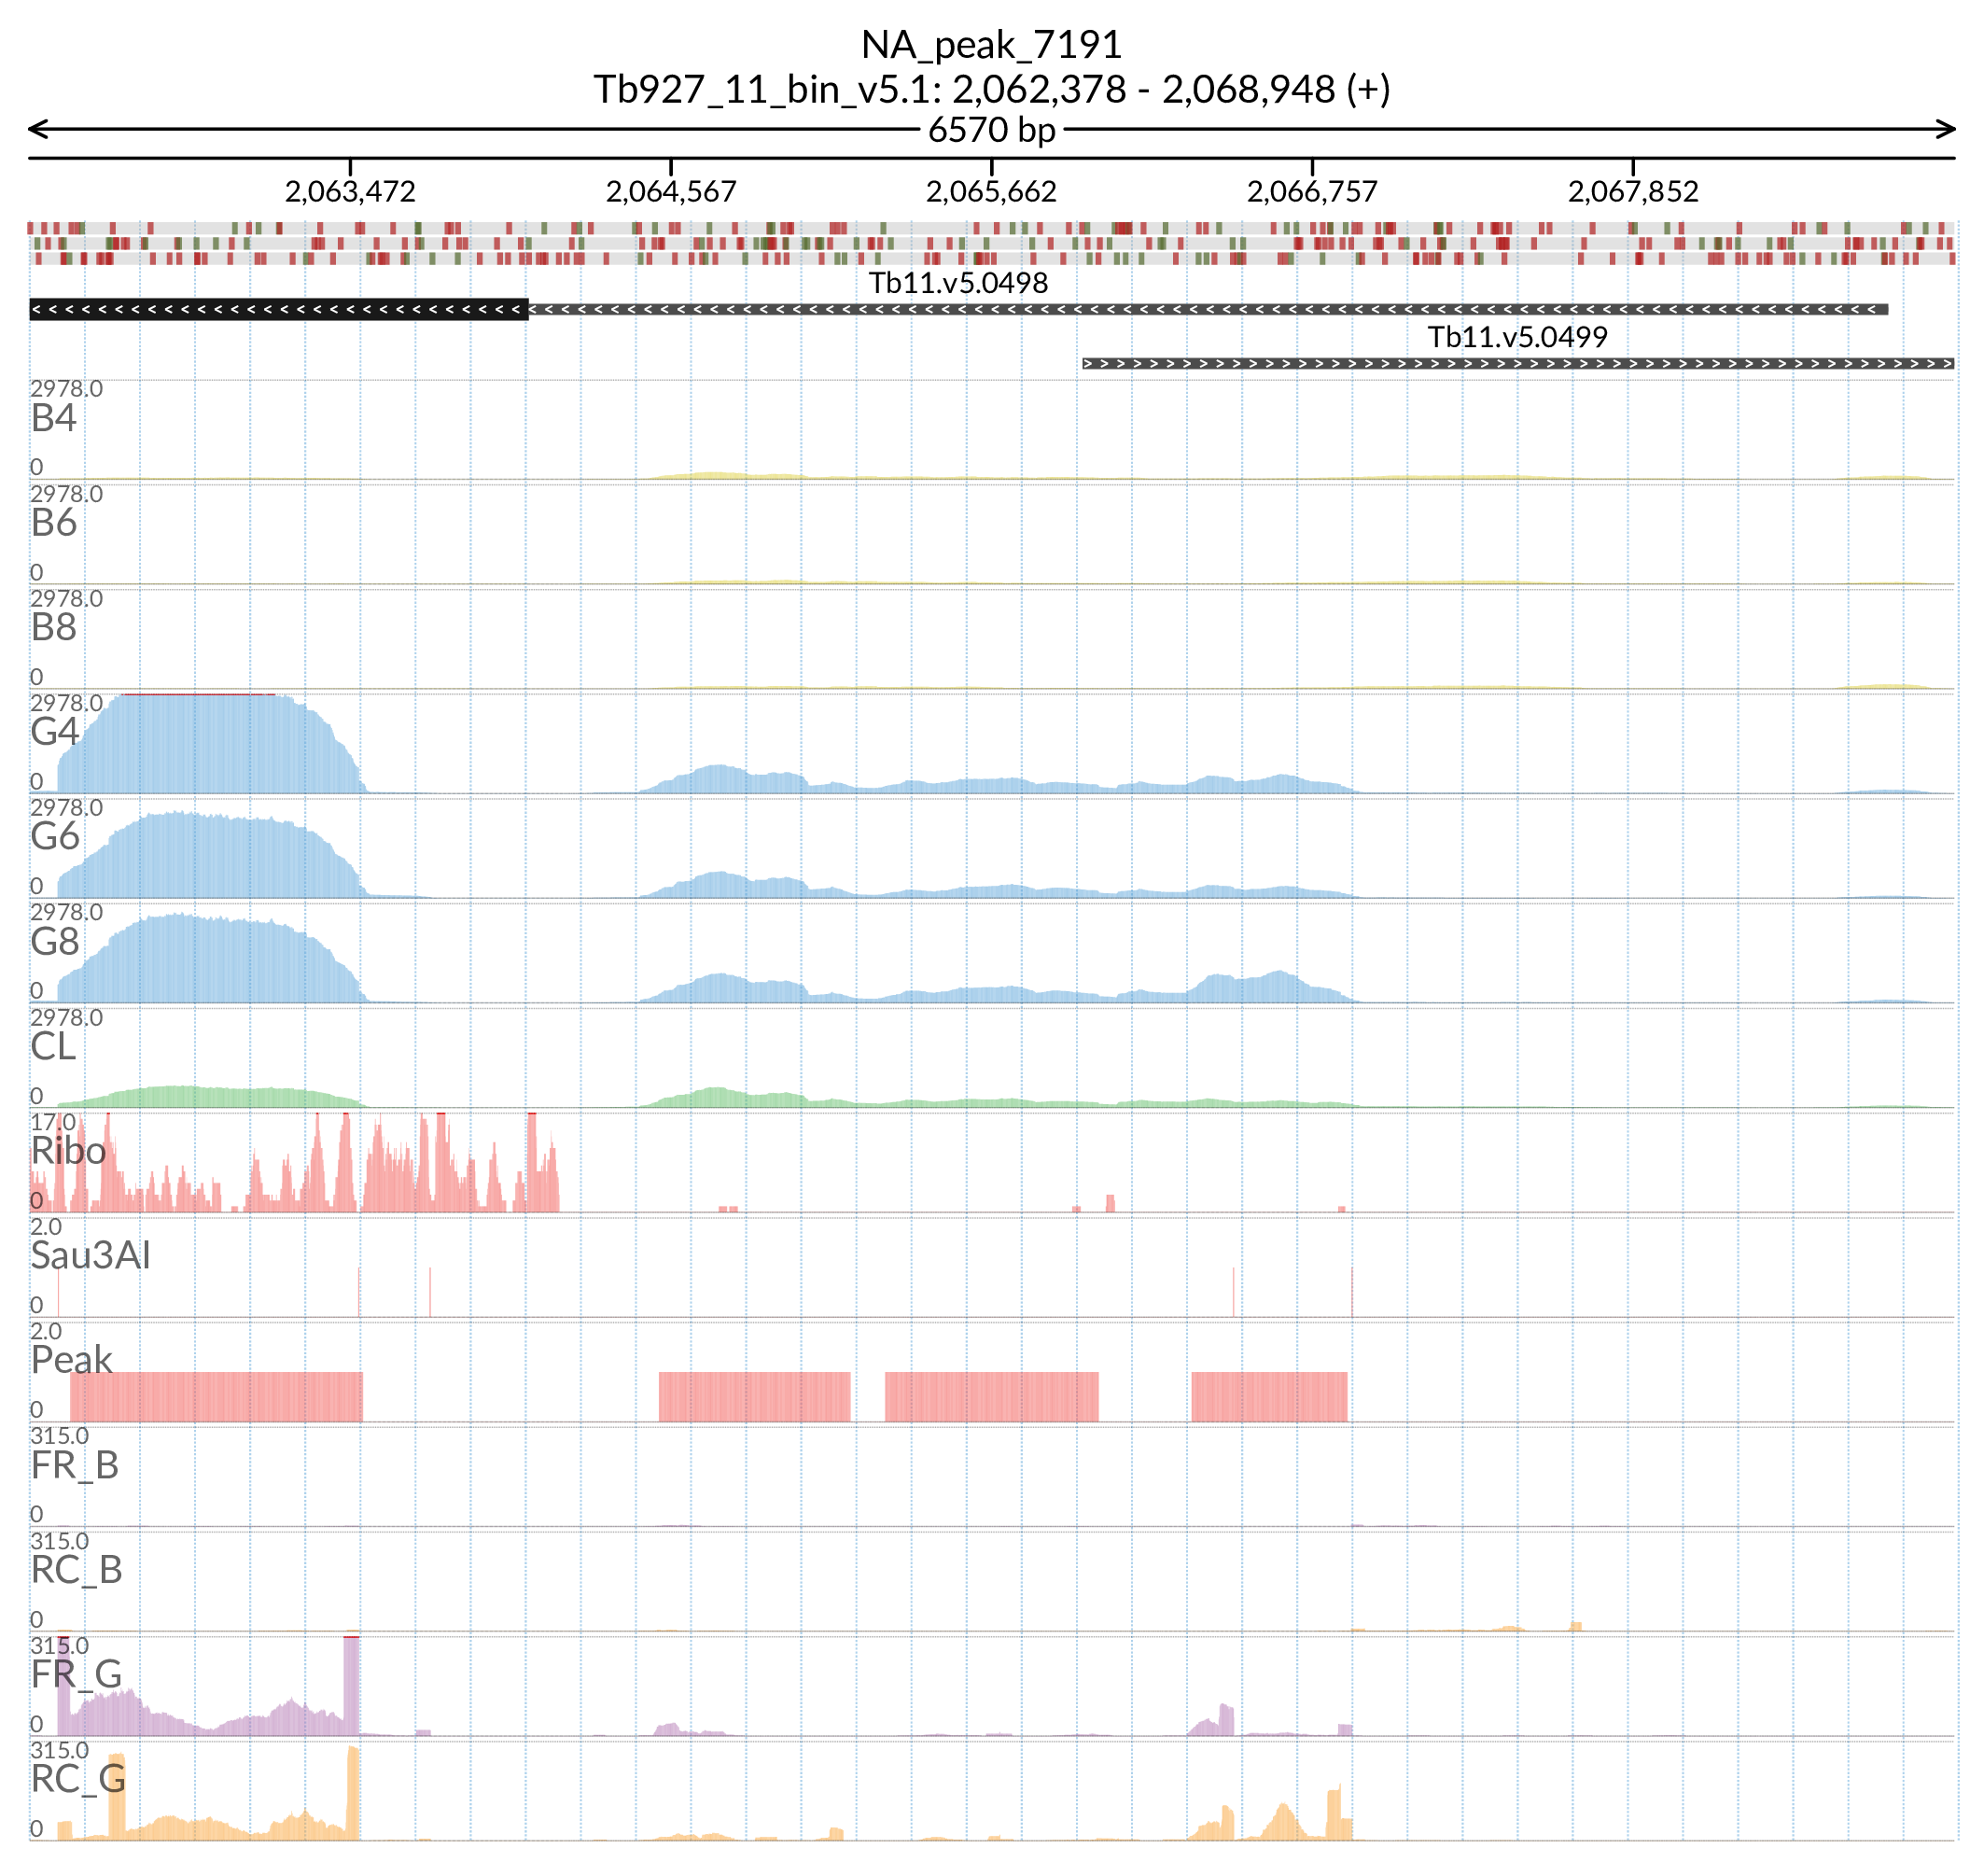 NA_peak_7191
Tb927_11_bin_v5.1: 2,062,378 - 2,068,948 (+)
6570 bp
2,063,472 2,064,567 2,065,662 2,066,757 2,067,852
Tb11.v5.0498
Tb11.v5.0499
2978.0
B4
0
2978.0
B6
0
2978.0
B8
0
2978.0
G4
0
2978.0
G6
0
2978.0
G8
0
2978.0
CL
0
17.0
Ribo
0
2.0
Sau3AI
0
2.0
Peak
0
315.0
FR_B
0
315.0
RC_B
0
315.0
FR_G
0
315.0
RC_G
0